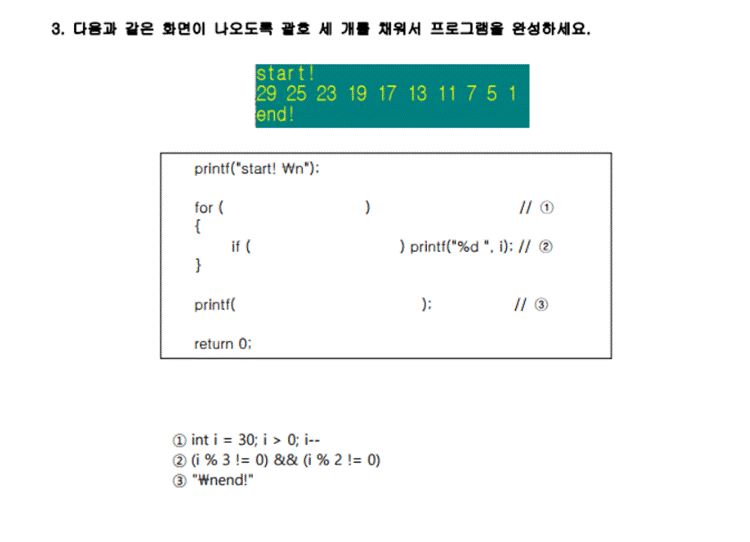 3. 다음과 같은 화면이 나오도록 괄호 세 개를 채워서 프로그램을 완성하세요.
start!
29 25 23 19 17 13 11 7 5 1
end!
printf("start! ₩n");
for ( ) // ①
{
if ( ) printf("%d ", i); // ②
}
printf( ); // ③
return 0;
① int i = 30; i > 0; i--
② (i % 3 != 0) && (i % 2 != 0)
③ "₩nend!"